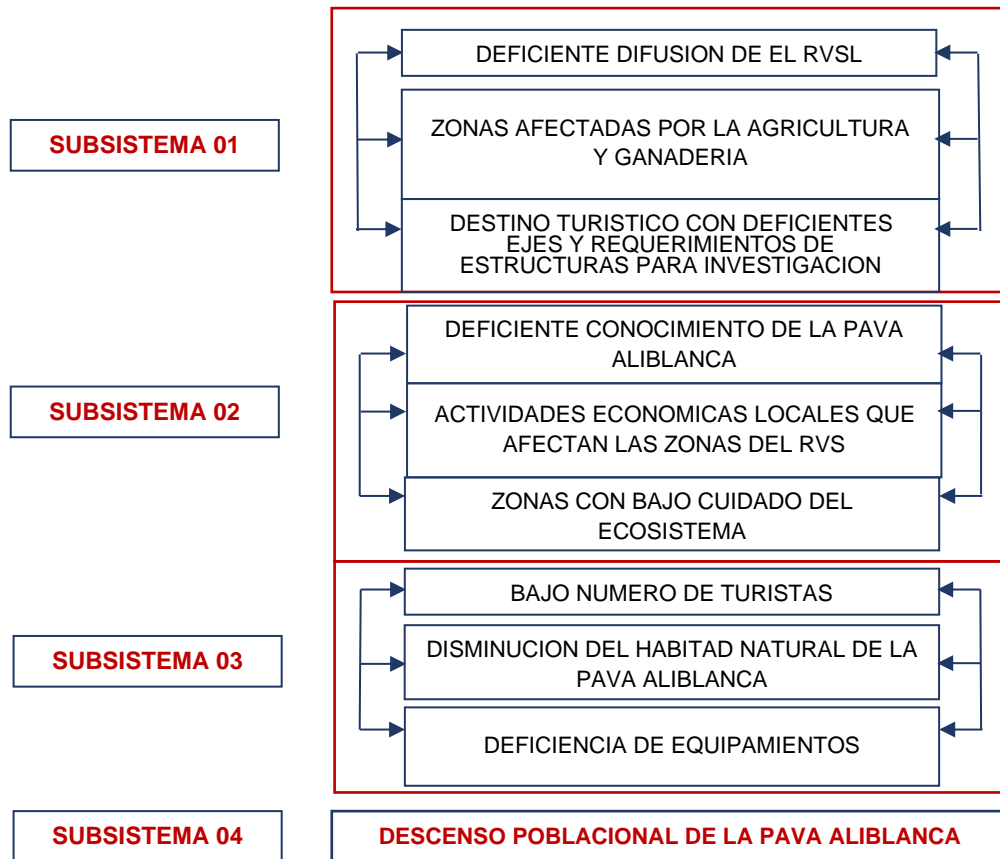 SUBSISTEMA 01
DEFICIENTE DIFUSION DE EL RVSL
ZONAS AFECTADAS POR LA AGRICULTURA
Y GANADERIA
DESTINO TURISTICO CON DEFICIENTES
EJES Y REQUERIMIENTOS DE
ESTRUCTURAS PARA INVESTIGACION
SUBSISTEMA 02
DEFICIENTE CONOCIMIENTO DE LA PAVA
ALIBLANCA
ACTIVIDADES ECONOMICAS LOCALES QUE
AFECTAN LAS ZONAS DEL RVS
ZONAS CON BAJO CUIDADO DEL
ECOSISTEMA
SUBSISTEMA 03
BAJO NUMERO DE TURISTAS
DISMINUCION DEL HABITAD NATURAL DE LA
PAVA ALIBLANCA
DEFICIENCIA DE EQUIPAMIENTOS
SUBSISTEMA 04
DESCENSO POBLACIONAL DE LA PAVA ALIBLANCA